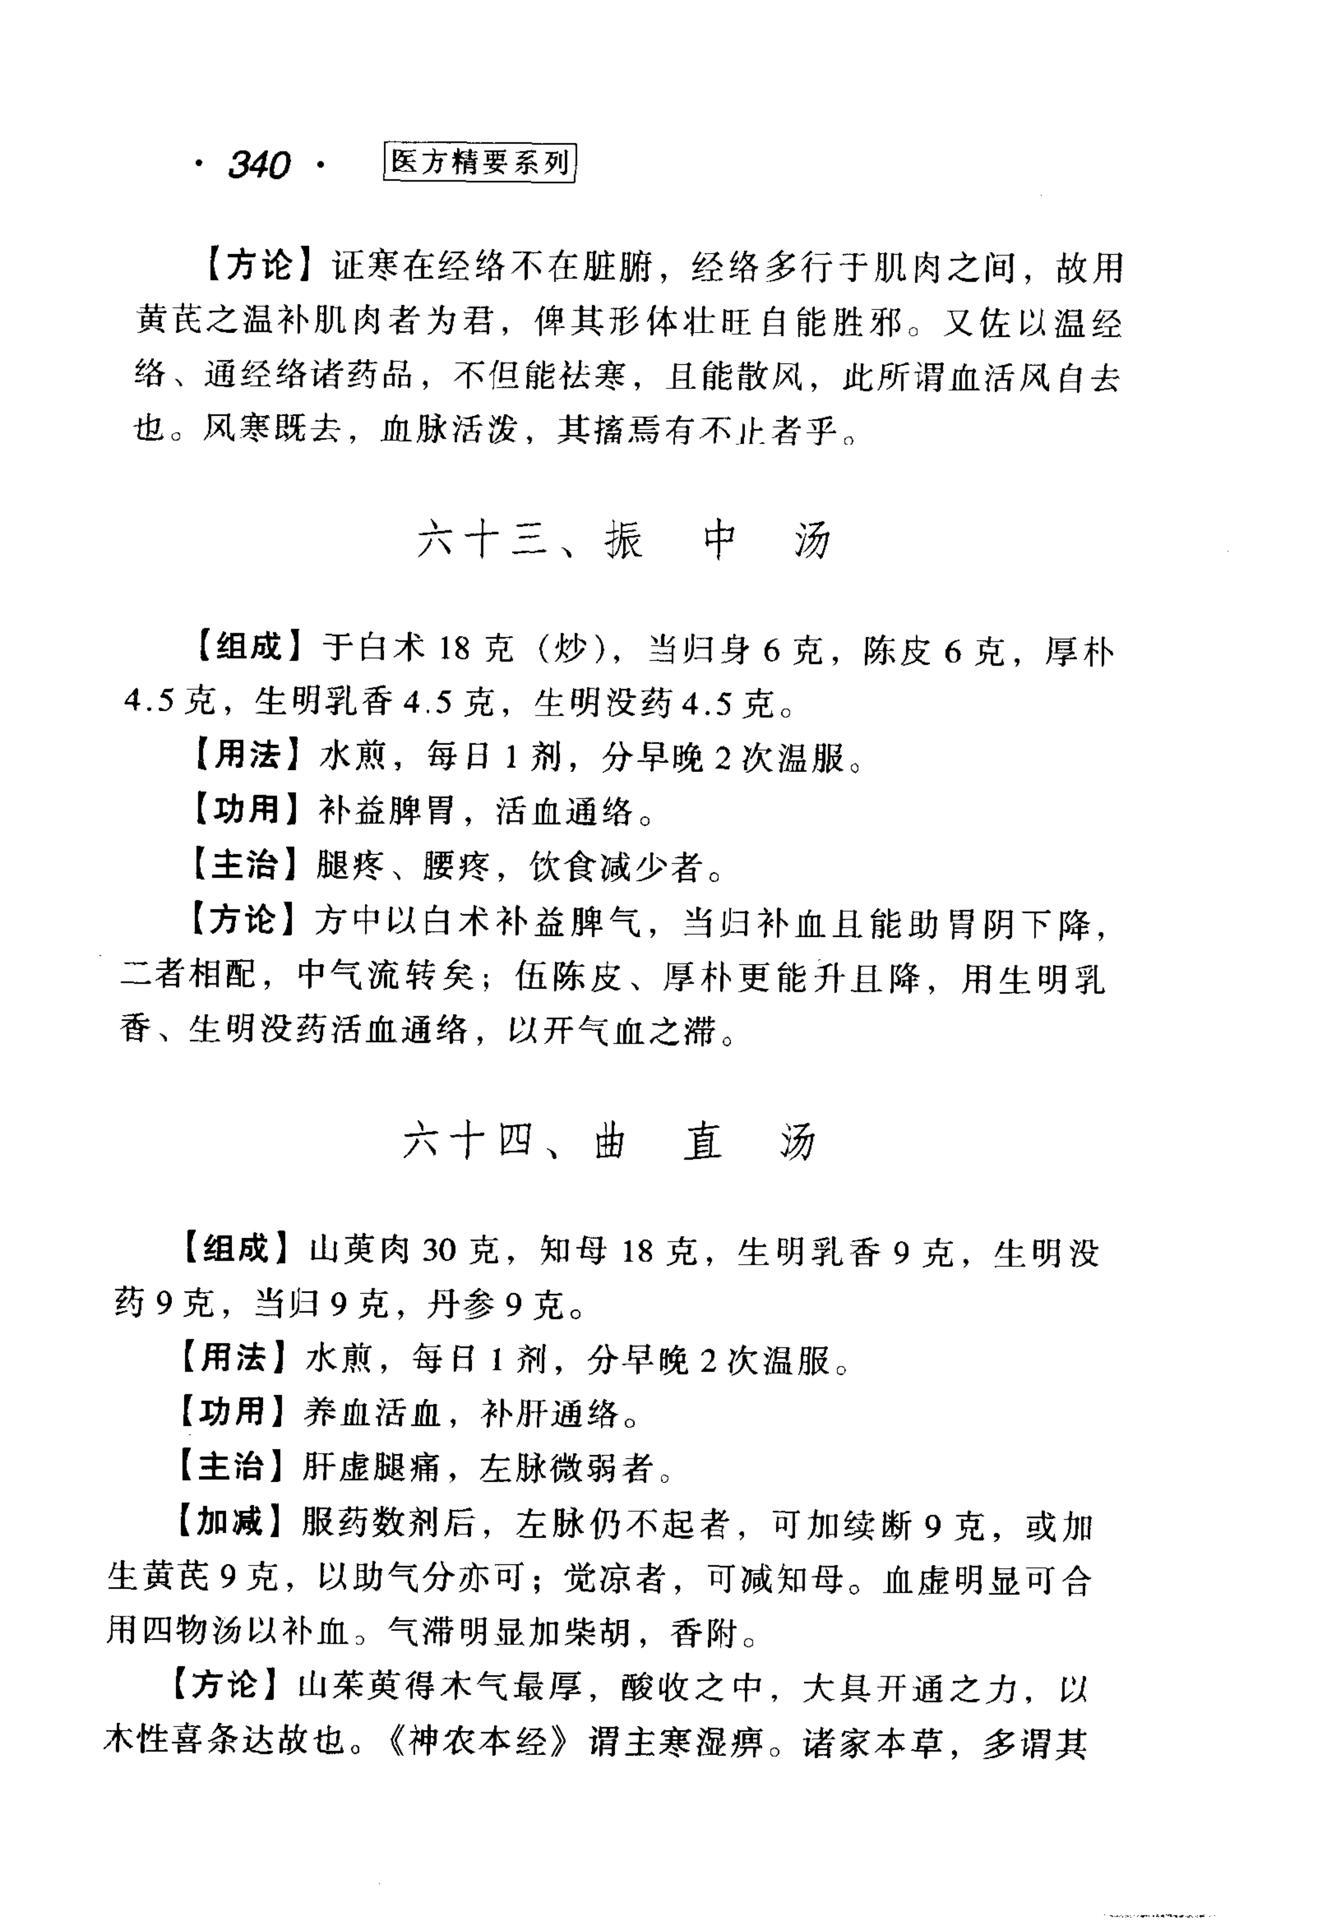 · 340 · 医方精要系列
【方论】证寒在经络不在脏腑，经络多行于肌肉之间，故用
黄芪之温补肌肉者为君，俾其形体壮旺自能胜邪。又佐以温经
络、通经络诸药品，不但能祛寒，且能散风，此所谓血活风自去
也。风寒既去，血脉活泼，其搐焉有不止者乎。
六十三、振中汤
【组成】于白术 18 克（炒），当归身 6 克，陈皮 6 克，厚朴
4.5 克，生明乳香 4.5 克，生明没药 4.5 克。
【用法】水煎，每日 1 剂，分早晚 2 次温服。
【功用】补益脾胃，活血通络。
【主治】腿疼、腰疼，饮食减少者。
【方论】方中以白术补益脾气，当归补血且能助胃阴下降，
二者相配，中气流转矣；伍陈皮、厚朴更能升且降，用生明乳
香、生明没药活血通络，以开气血之滞。
六十四、曲直汤
【组成】山萸肉 30 克，知母 18 克，生明乳香 9 克，生明没
药 9 克，当归 9 克，丹参 9 克。
【用法】水煎，每日 1 剂，分早晚 2 次温服。
【功用】养血活血，补肝通络。
【主治】肝虚腿痛，左脉微弱者。
【加减】服药数剂后，左脉仍不起者，可加续断 9 克，或加
生黄芪 9 克，以助气分亦可；觉凉者，可减知母。血虚明显可合
用四物汤以补血。气滞明显加柴胡，香附。
【方论】山茱萸得木气最厚，酸收之中，大具开通之力，以
木性喜条达故也。《神农本经》谓主寒湿痹。诸家本草，多谓其